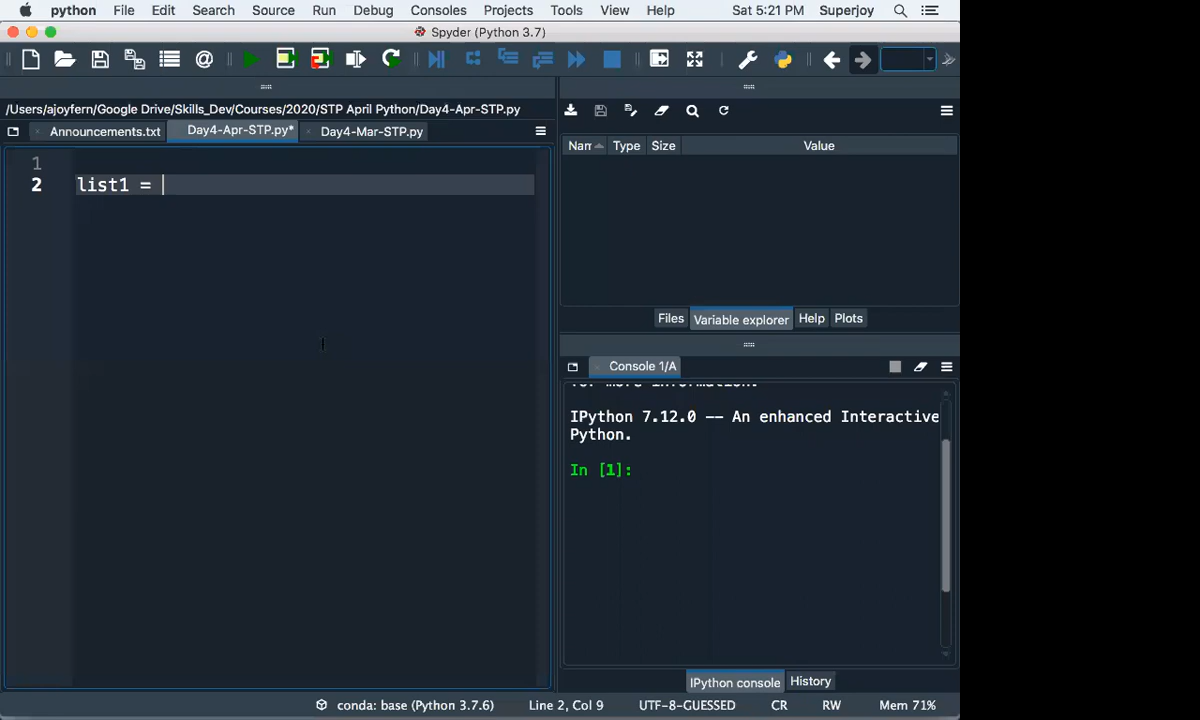 python File Edit Search Source Run Debug Consoles Projects Tools View Help Sat 5:21 PM Superjoy
Spyder (Python 3.7)
/Users/ajoyfern/Google Drive/Skills_Dev/Courses/2020/STP April Python/Day4-Apr-STP.py
Announcements.txt Day4-Apr-STP.py* Day4-Mar-STP.py
1
2 list1 =
Nam Type Size Value
Files Variable explorer Help Plots
Console 1/A
for more information.
IPython 7.12.0 -- An enhanced Interactive
Python.
In [1]:
IPython console History
conda: base (Python 3.7.6) Line 2, Col 9 UTF-8-GUESSED CR RW Mem 71%